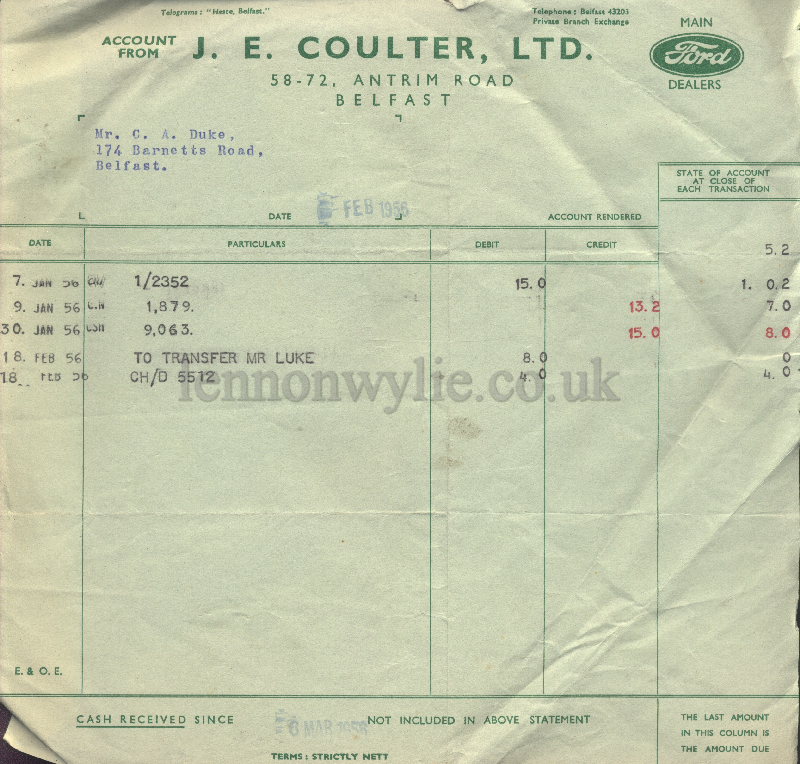 Telegrams: "Haste, Belfast."
Telephone: Belfast 43203
Private Branch Exchange
ACCOUNT FROM J. E. COULTER, LTD.
58-72, ANTRIM ROAD
BELFAST
MAIN
Ford
DEALERS
Mr. C. A. Duke,
174 Barnetts Road,
Belfast.
STATE OF ACCOUNT
AT CLOSE OF
EACH TRANSACTION
DATE FEB 1956 ACCOUNT RENDERED
DATE PARTICULARS DEBIT CREDIT
5.2
7. JAN 56 1/2352 15.0 1. 0.2
9. JAN 56 C.N 1,879. 13.2 7.0
30. JAN 56 CSH 9,063. 15.0 8.0
18. FEB 56 TO TRANSFER MR LUKE 8.0 0
18. FEB 56 CH/D 5512 4.0 4.0
lennonwylie.co.uk
E. & O. E.
CASH RECEIVED SINCE 6 MAR 1956 NOT INCLUDED IN ABOVE STATEMENT
THE LAST AMOUNT
IN THIS COLUMN IS
THE AMOUNT DUE
TERMS: STRICTLY NETT